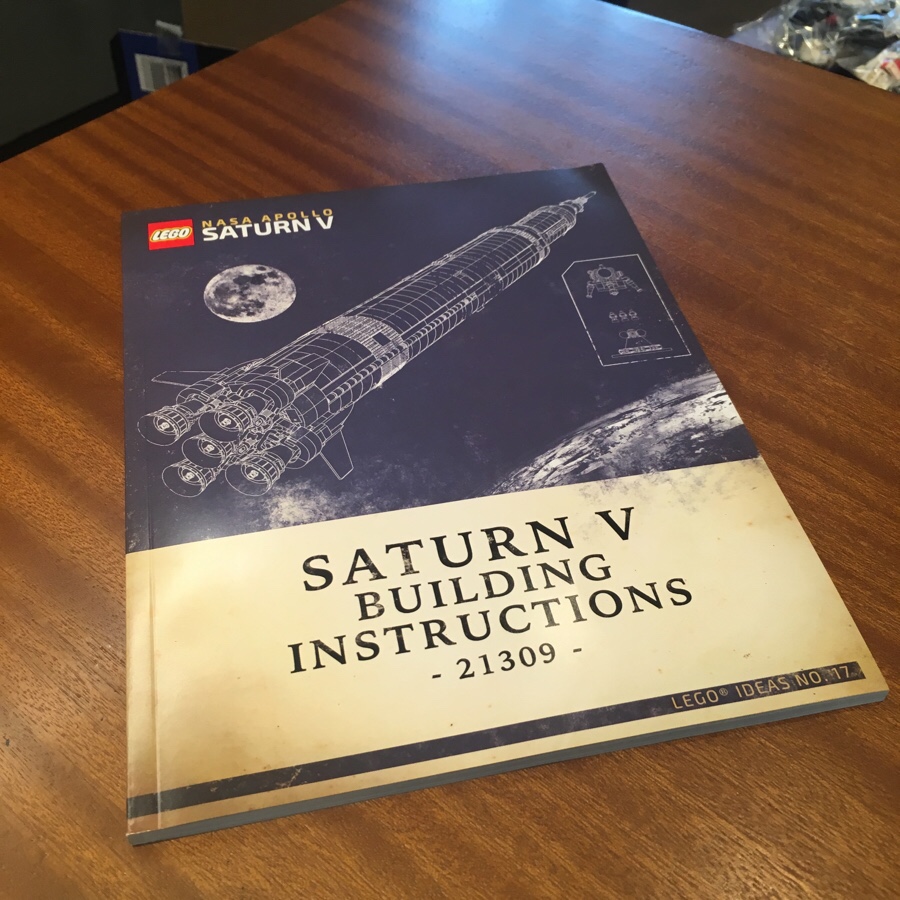 LEGO
NASA APOLLO
SATURN V
SATURN V
BUILDING
INSTRUCTIONS
- 21309 -
LEGO® IDEAS NO. 17